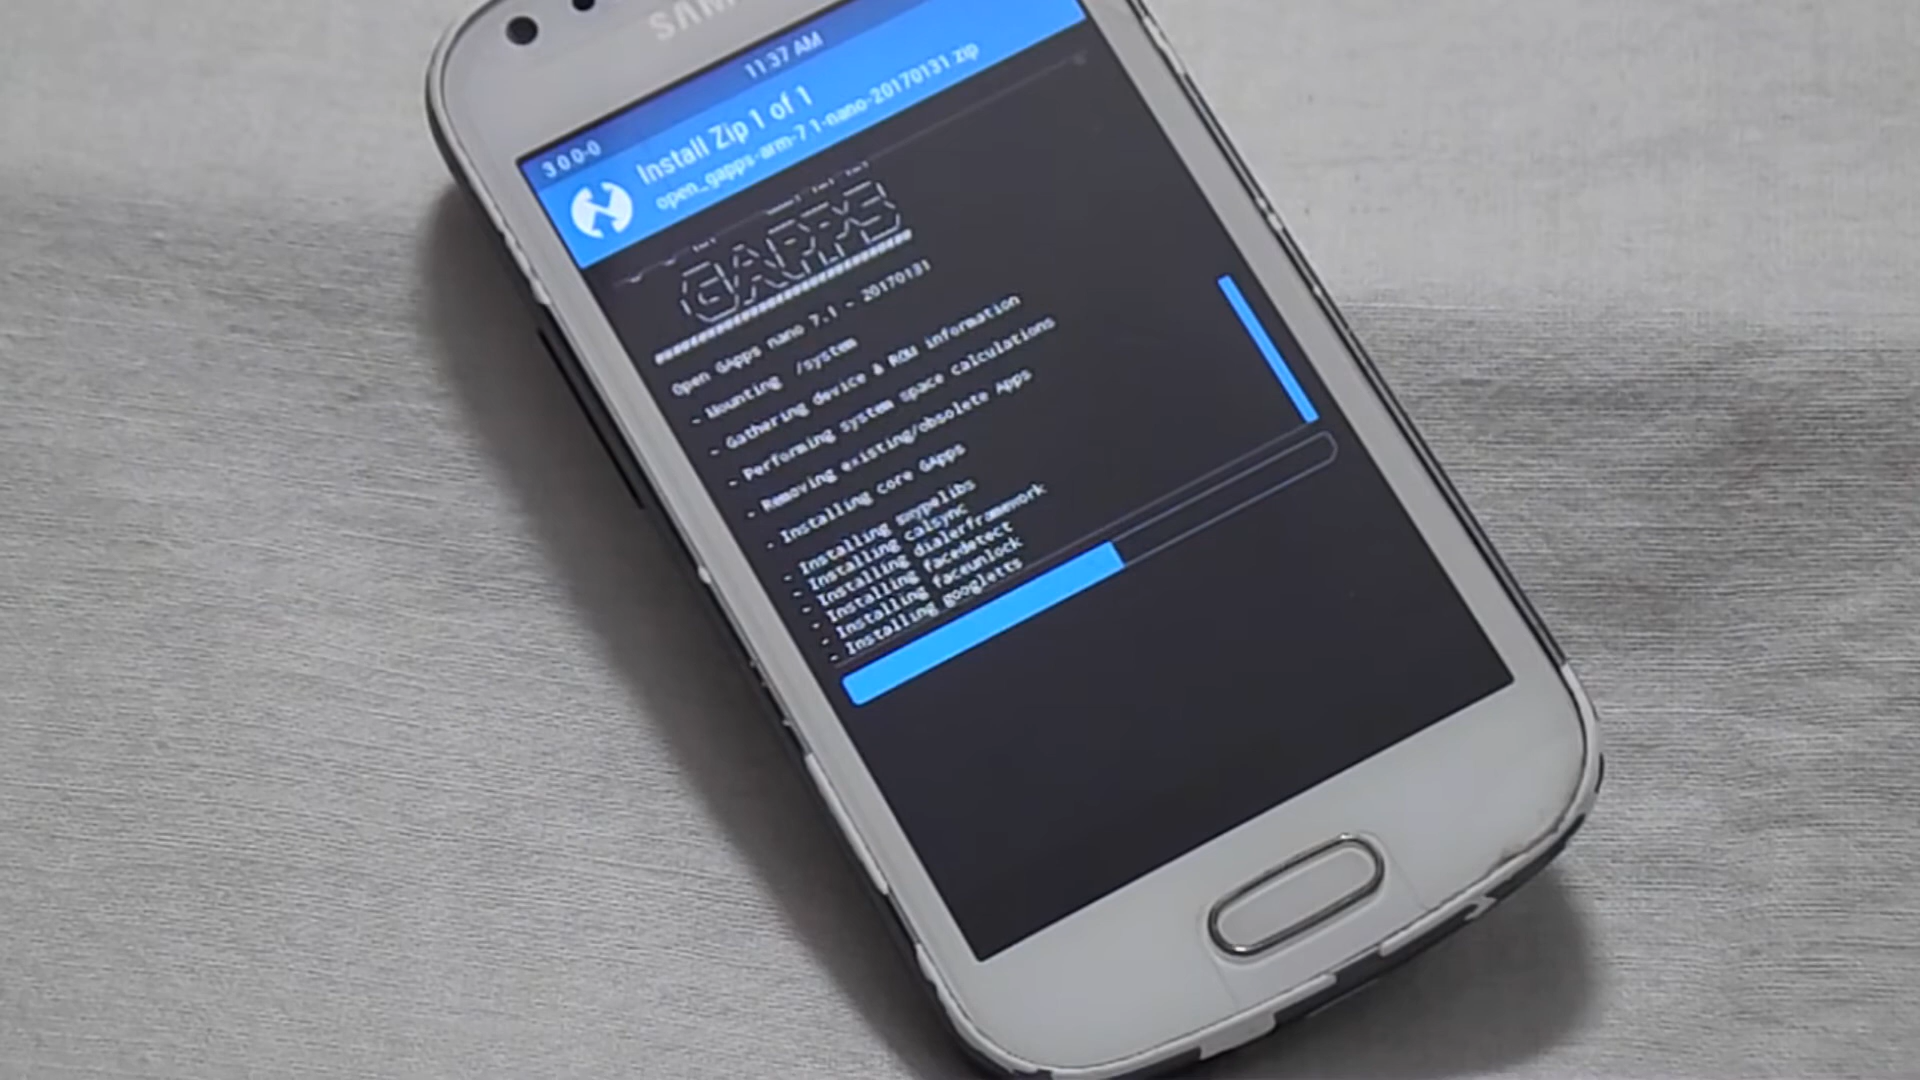 SAM
11:37 AM
3.0.0-0
Install Zip 1 of 1
open_gapps-arm-7.1-nano-20170131.zip
GAPPS
##############################
Open GApps nano 7.1 - 20170131
- Mounting /system
- Gathering device & ROM information
- Performing system space calculations
- Removing existing/obsolete Apps
- Installing core GApps
- Installing swypelibs
- Installing calsync
- Installing dialerframework
- Installing facedetect
- Installing faceunlock
- Installing googletts